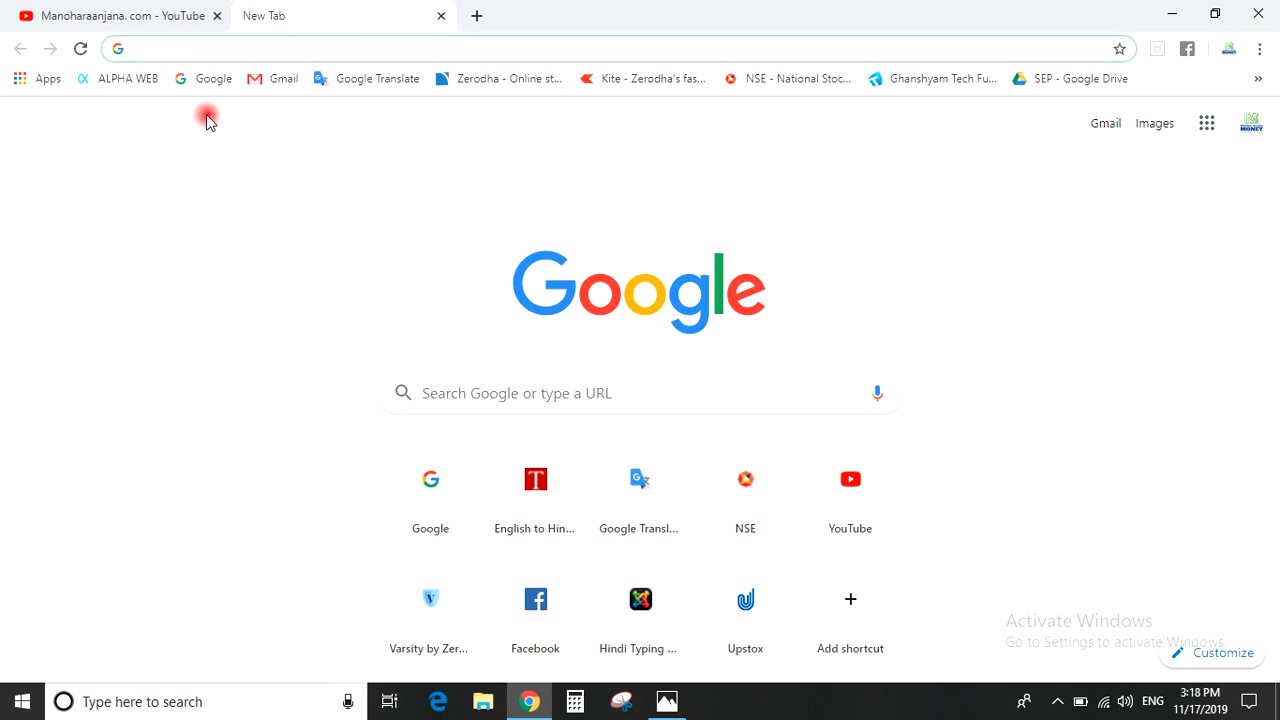 Manoharaanjana. com - YouTube
New Tab
Apps
ALPHA WEB
Google
Gmail
Google Translate
Zerodha - Online st...
Kite - Zerodha's fas...
NSE - National Stoc...
Ghanshyam Tech Fu...
SEP - Google Drive
»
Gmail
Images
MONEY
Google
Search Google or type a URL
Google
English to Hin...
Google Transl...
NSE
YouTube
Varsity by Zer...
Facebook
Hindi Typing ...
Upstox
Add shortcut
Activate Windows
Go to Settings to activate Windows.
Customize
Type here to search
ENG
3:18 PM
11/17/2019